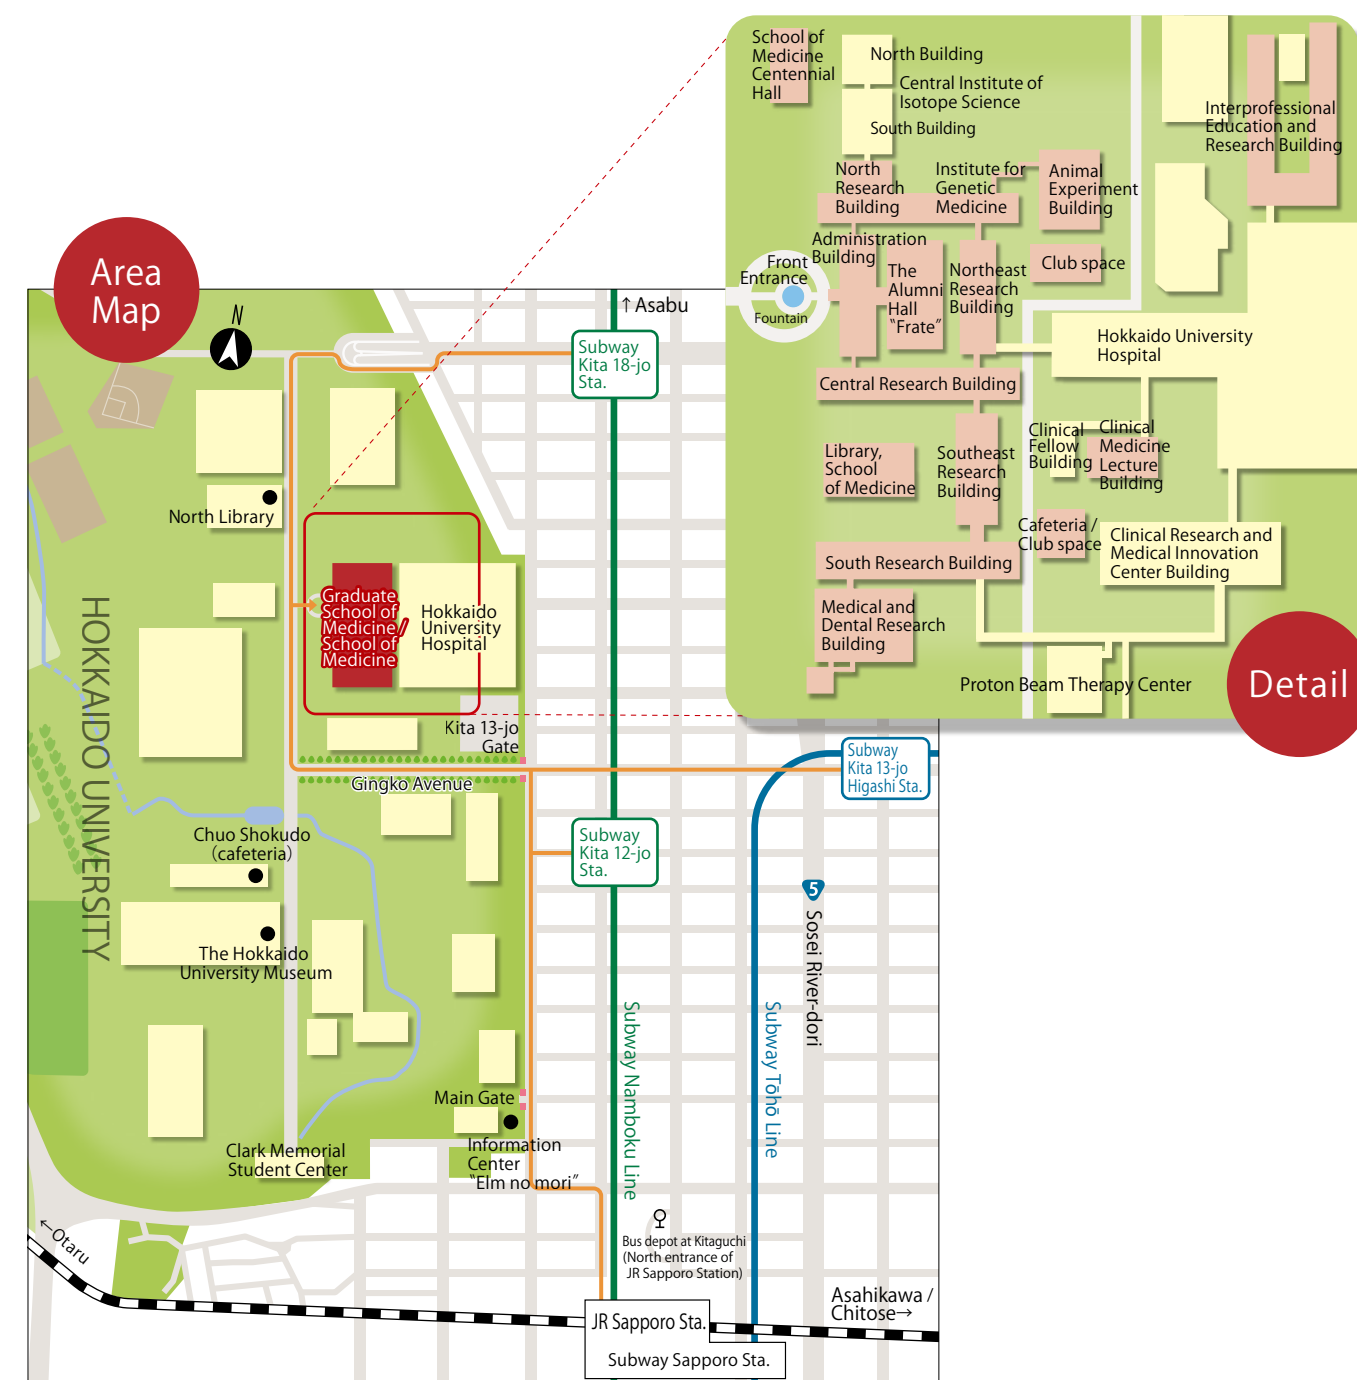 School of
Medicine
Centennial
Hall
North Building
Central Institute of
Isotope Science
South Building
Interprofessional
Education and
Research Building
North
Research
Building
Institute for
Genetic
Medicine
Animal
Experiment
Building
Administration
Building
Front
Entrance
Fountain
The
Alumni
Hall
"Frate"
Northeast
Research
Building
Club space
Hokkaido University
Hospital
Central Research Building
Library,
School
of Medicine
Southeast
Research
Building
Clinical
Fellow
Building
Clinical
Medicine
Lecture
Building
Cafeteria /
Club space
Clinical Research and
Medical Innovation
Center Building
South Research Building
Medical and
Dental Research
Building
Proton Beam Therapy Center
Detail
Area
Map
N
↑Asabu
Subway
Kita 18-jo
Sta.
North Library
Graduate
School of
Medicine/
School of
Medicine
Hokkaido
University
Hospital
HOKKAIDO UNIVERSITY
Kita 13-jo
Gate
Gingko Avenue
Subway
Kita 13-jo
Higashi Sta.
Chuo Shokudo
(cafeteria)
Subway
Kita 12-jo
Sta.
5
Sosei River-dori
The Hokkaido
University Museum
Subway Namboku Line
Subway Tōhō Line
Main Gate
Information
Center
"Elm no mori"
Clark Memorial
Student Center
←Otaru
Bus depot at Kitaguchi
(North entrance of
JR Sapporo Station)
Asahikawa /
Chitose→
JR Sapporo Sta.
Subway Sapporo Sta.